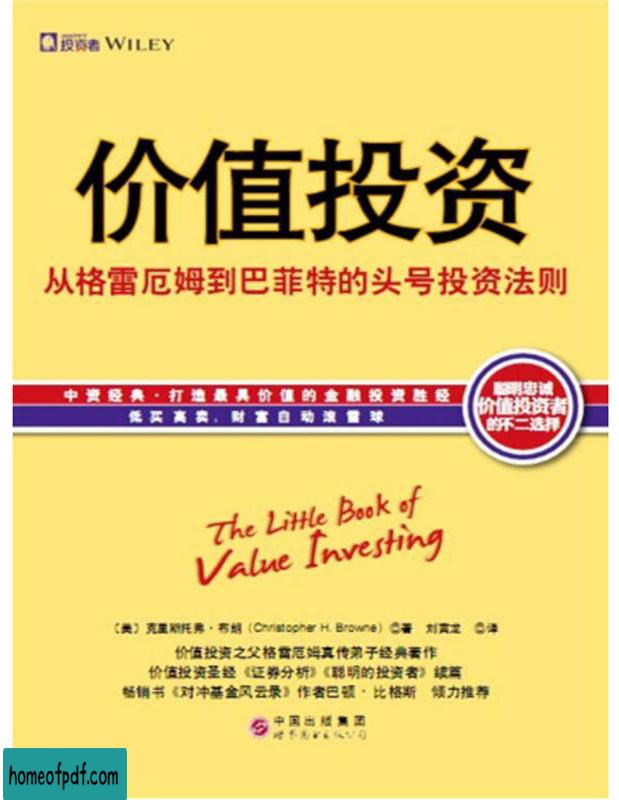 投资者 WILEY
价值投资
从格雷厄姆到巴菲特的头号投资法则
中资经典·打造最具价值的金融投资胜经
低买高卖，财富自动滚雪球
聪明忠诚
价值投资者
的不二选择
The Little Book of
Value Investing
〔美〕克里斯托弗·布朗（Christopher H. Browne）◎著 刘寅龙 ◎译
价值投资之父格雷厄姆真传弟子经典著作
价值投资圣经《证券分析》《聪明的投资者》续篇
畅销书《对冲基金风云录》作者巴顿·比格斯 倾力推荐
中国出版集团
世界图书出版公司
homeofpdf.com